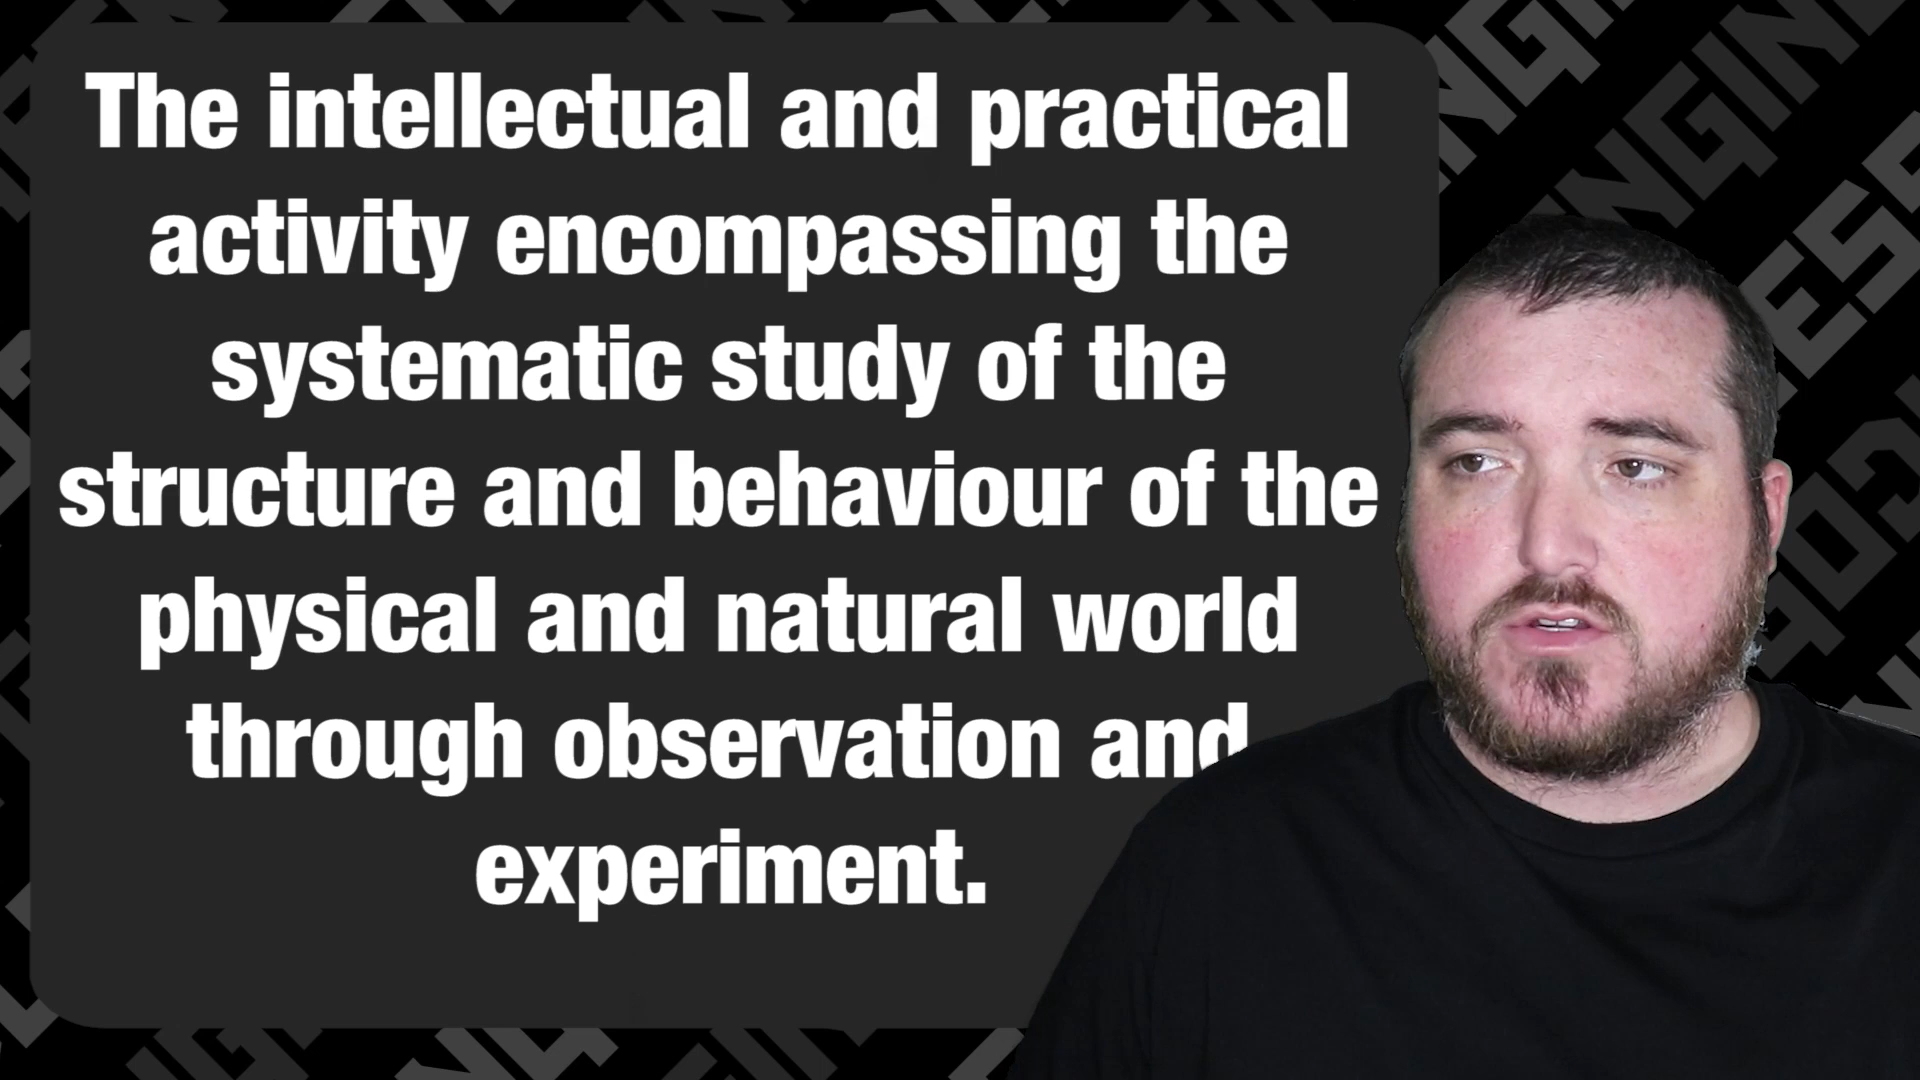 The intellectual and practical
activity encompassing the
systematic study of the
structure and behaviour of the
physical and natural world
through observation and
experiment.